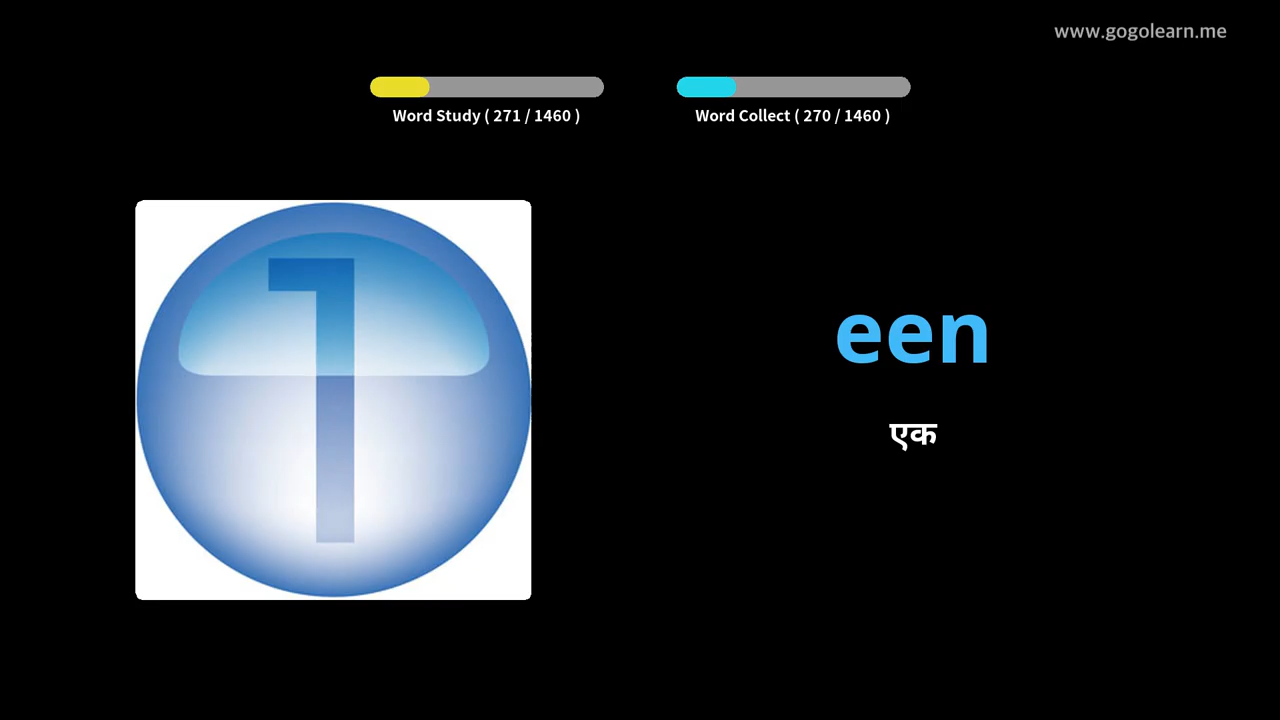 www.gogolearn.me
Word Study ( 271 / 1460 )
Word Collect ( 270 / 1460 )
1
een
एक